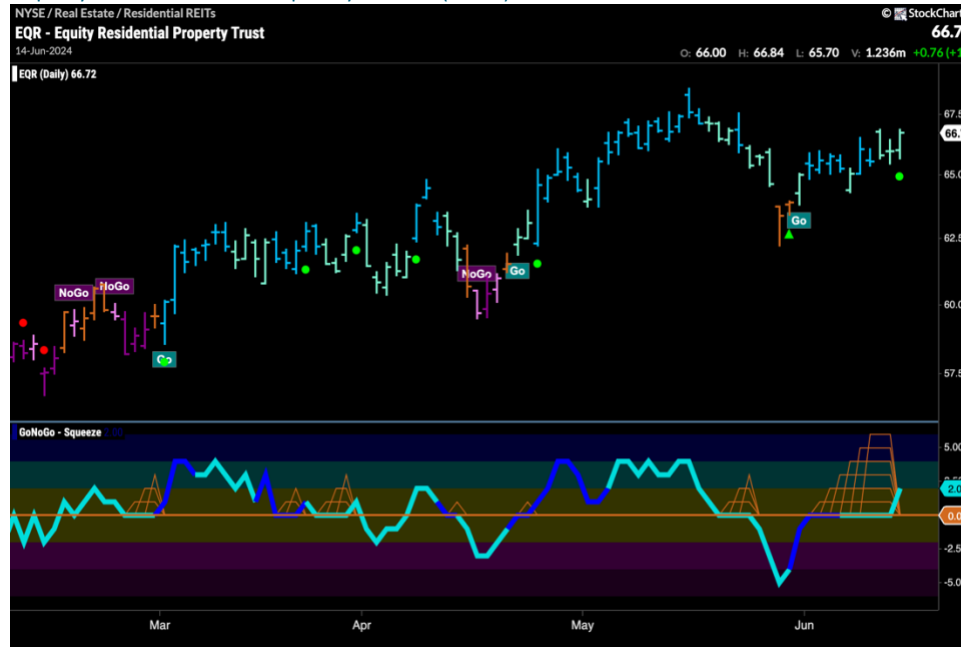 NYSE / Real Estate / Residential REITs
© StockChart
EQR - Equity Residential Property Trust
66.7
14-Jun-2024
O: 66.00 H: 66.84 L: 65.70 V: 1.236m +0.76 (+1
EQR (Daily) 66.72
67.5
66.
65.0
Go
62.5
NoGo
Go
NoGo
NoGo
60.0
Go
57.5
GoNoGo - Squeeze
5.00
2.0
0.0
-2.5
-5.0
Mar
Apr
May
Jun